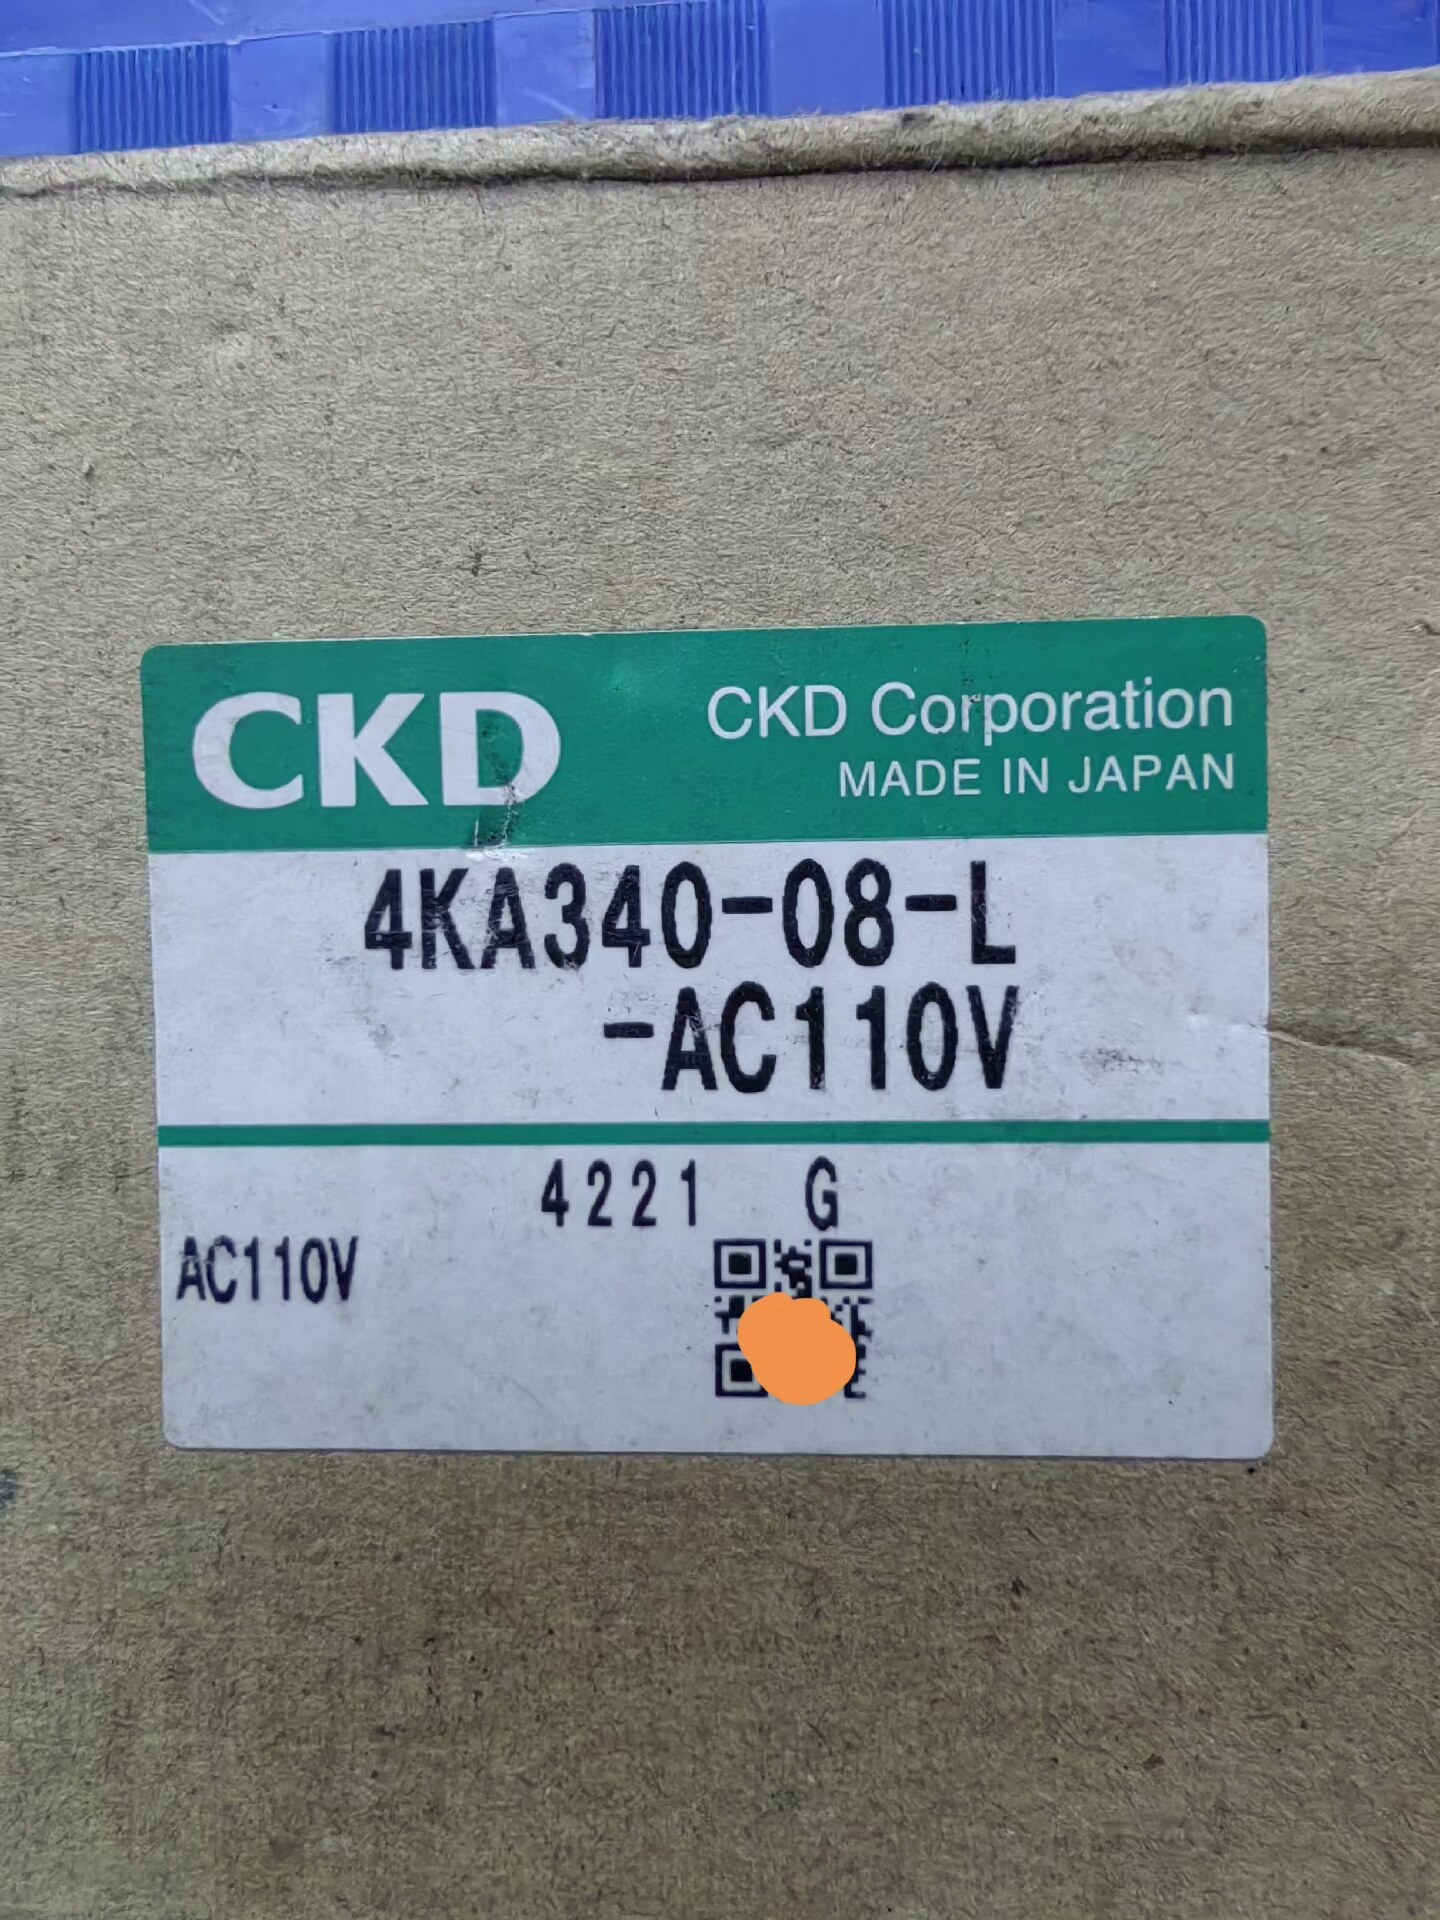 CKD
CKD Corporation
MADE IN JAPAN
4KA340-08-L
-AC110V
4221 G
AC110V